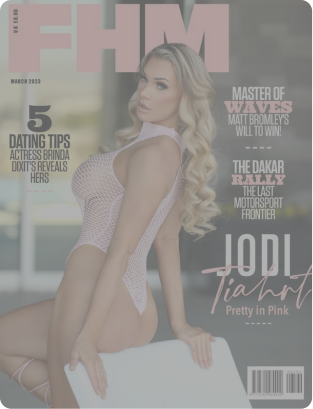 FHM
MARCH 2023
MASTER OF
WAVES
MATT BROMLEY'S
WILL TO WIN!
5
DATING TIPS
ACTRESS BRINDA
DIXIT'S REVEALS
HERS
THE DAKAR
RALLY
THE LAST
MOTORSPORT
FRONTIER
JODI
Tiahrt
Pretty in Pink